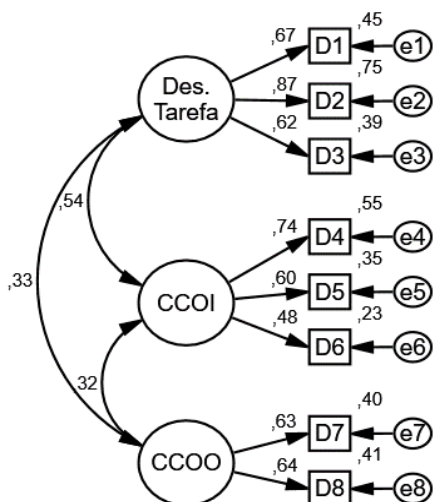 ,45
,67 D1 e1
,75
Des.
Tarefa
,87 D2 e2
,62 ,39
D3 e3
,54
,55
,74 D4 e4
,33
,35
CCOI ,60 D5 e5
,48 ,23
D6 e6
,32
,40
,63 D7 e7
CCOO ,64 ,41
D8 e8